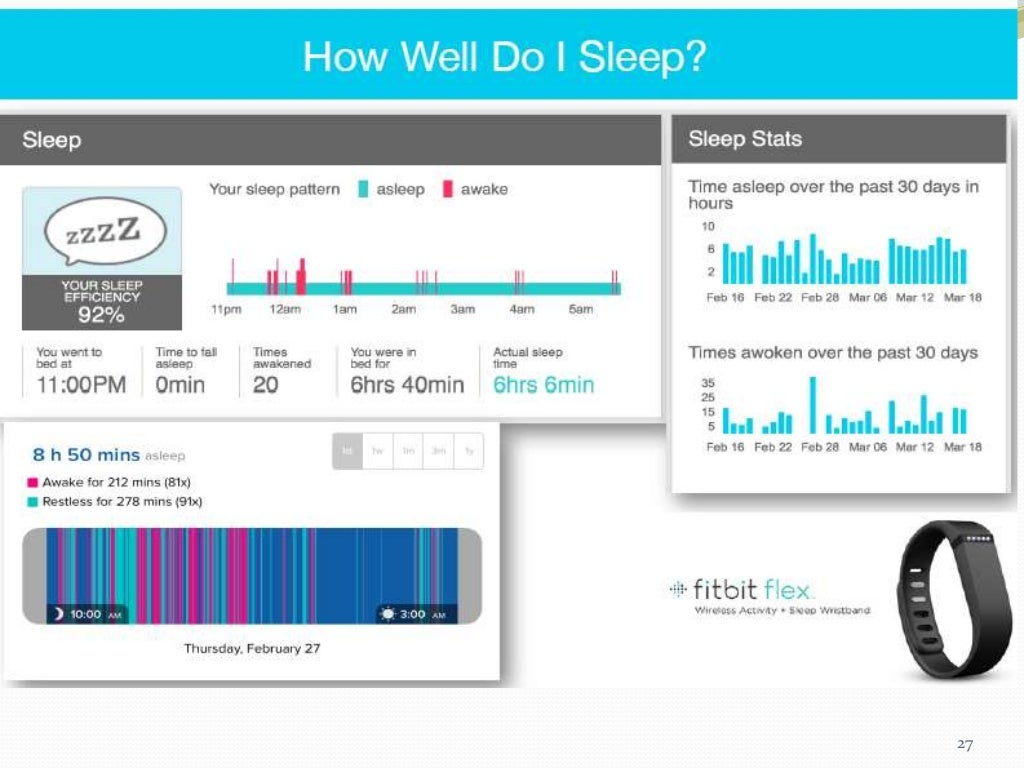 How Well Do I Sleep?
Sleep
Your sleep pattern asleep awake
zzzZ
YOUR SLEEP
EFFICIENCY
92%
11pm 12am 1am 2am 3am 4am 5am
You went to
bed at
11:00PM
Time to fall
asleep
0min
Times
awakened
20
You were in
bed for
6hrs 40min
Actual sleep
time
6hrs 6min
Sleep Stats
Time asleep over the past 30 days in
hours
10
6
2
Feb 16 Feb 22 Feb 28 Mar 06 Mar 12 Mar 18
Times awoken over the past 30 days
35
25
15
5
Feb 16 Feb 22 Feb 28 Mar 06 Mar 12 Mar 18
8 h 50 mins asleep
1d 1w 1m 3m 1y
Awake for 212 mins (81x)
Restless for 278 mins (91x)
10:00 AM
3:00 AM
Thursday, February 27
fitbit flex.
Wireless Activity + Sleep Wristband
27